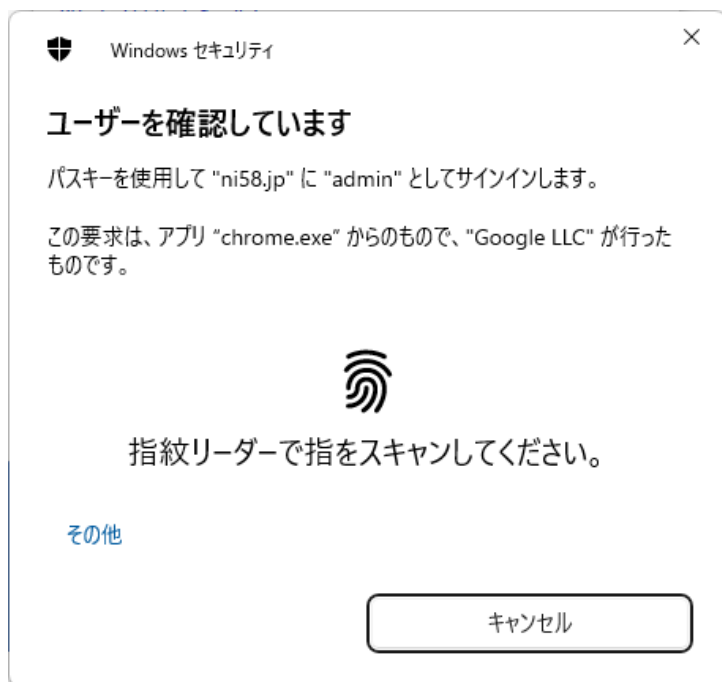 Windows セキュリティ
ユーザーを確認しています
パスキーを使用して "ni58.jp" に "admin" としてサインインします。
この要求は、アプリ “chrome.exe” からのもので、"Google LLC" が行った
ものです。
指紋リーダーで指をスキャンしてください。
その他
キャンセル